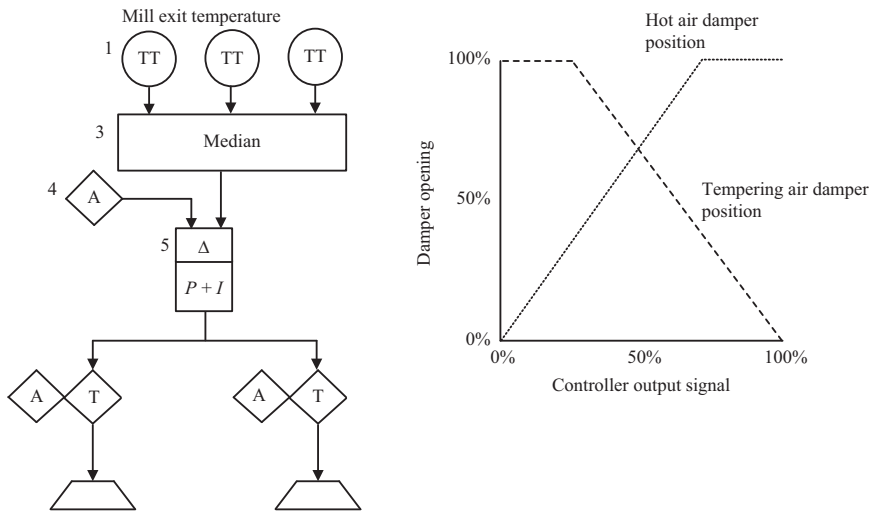 Mill exit temperature
1
TT
TT
TT
3
Median
4
A
5
Δ
P + I
A
T
A
T
Hot air damper
position
100%
50%
0%
Damper opening
Tempering air damper
position
0%
50%
100%
Controller output signal